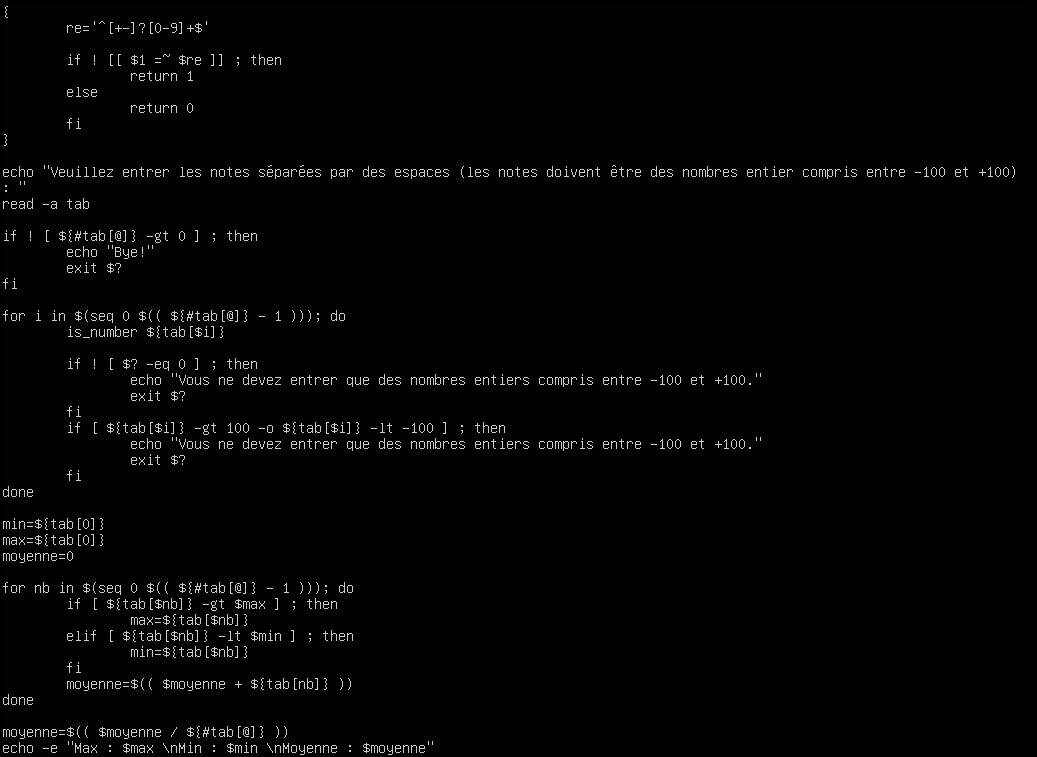 {
        re='^[+-]?[0-9]+$'

        if ! [[ $1 =~ $re ]] ; then
                return 1
        else
                return 0
        fi
}

echo "Veuillez entrer les notes séparées par des espaces (les notes doivent être des nombres entier compris entre -100 et +100)
: "
read -a tab

if ! [ ${#tab[@]} -gt 0 ] ; then
        echo "Bye!"
        exit $?
fi

for i in $(seq 0 $(( ${#tab[@]} - 1 ))); do
        is_number ${tab[$i]}

        if ! [ $? -eq 0 ] ; then
                echo "Vous ne devez entrer que des nombres entiers compris entre -100 et +100."
                exit $?
        fi
        if [ ${tab[$i]} -gt 100 -o ${tab[$i]} -lt -100 ] ; then
                echo "Vous ne devez entrer que des nombres entiers compris entre -100 et +100."
                exit $?
        fi
done

min=${tab[0]}
max=${tab[0]}
moyenne=0

for nb in $(seq 0 $(( ${#tab[@]} - 1 ))); do
        if [ ${tab[$nb]} -gt $max ] ; then
                max=${tab[$nb]}
        elif [ ${tab[$nb]} -lt $min ] ; then
                min=${tab[$nb]}
        fi
        moyenne=$(( $moyenne + ${tab[nb]} ))
done

moyenne=$(( $moyenne / ${#tab[@]} ))
echo -e "Max : $max \nMin : $min \nMoyenne : $moyenne"